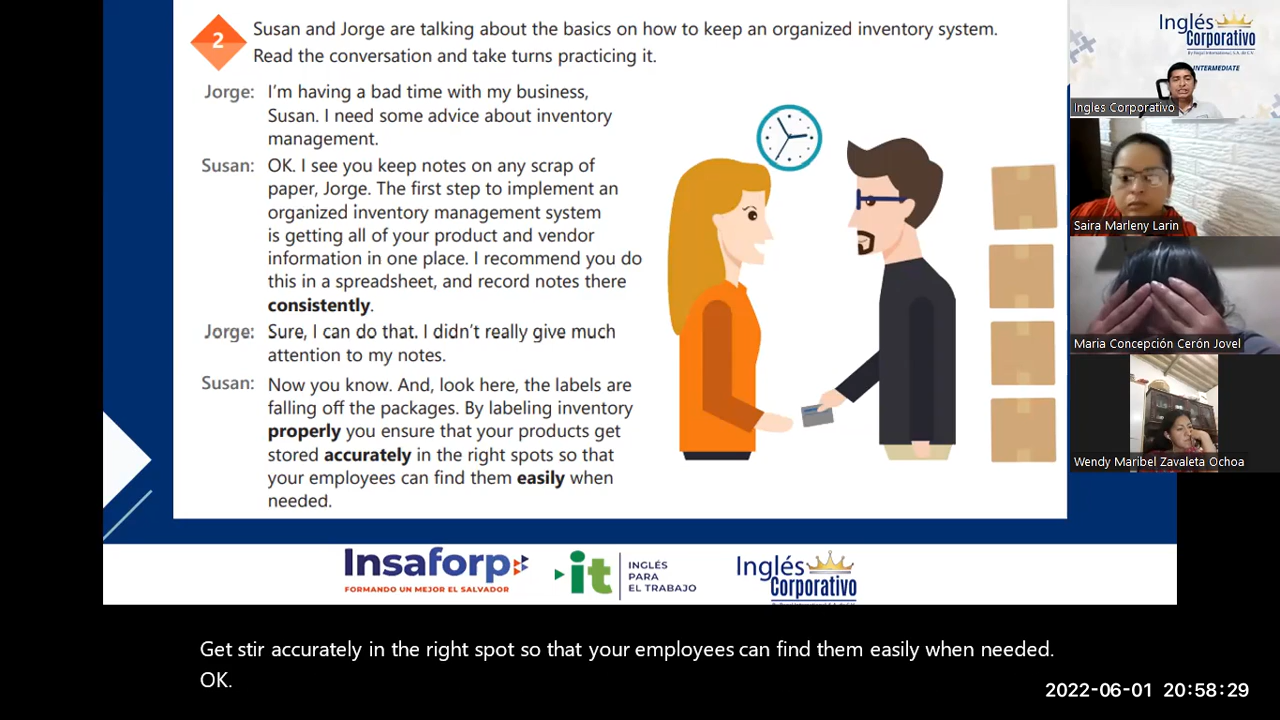 2
Susan and Jorge are talking about the basics on how to keep an organized inventory system.
Read the conversation and take turns practicing it.
Jorge: I'm having a bad time with my business,
Susan. I need some advice about inventory
management.
Susan: OK. I see you keep notes on any scrap of
paper, Jorge. The first step to implement an
organized inventory management system
is getting all of your product and vendor
information in one place. I recommend you do
this in a spreadsheet, and record notes there
consistently.
Jorge: Sure, I can do that. I didn't really give much
attention to my notes.
Susan: Now you know. And, look here, the labels are
falling off the packages. By labeling inventory
properly you ensure that your products get
stored accurately in the right spots so that
your employees can find them easily when
needed.
Insaforp
FORMANDO UN MEJOR EL SALVADOR
it
INGLÉS
PARA
EL TRABAJO
Inglés
Corporativo
Inglés
Corporativo
By Regal International, S.A. de C.V.
INTERMEDIATE
Ingles Corporativo
Saira Marleny Larin
Maria Concepción Cerón Jovel
Wendy Maribel Zavaleta Ochoa
Get stir accurately in the right spot so that your employees can find them easily when needed.
OK.
2022-06-01 20:58:29